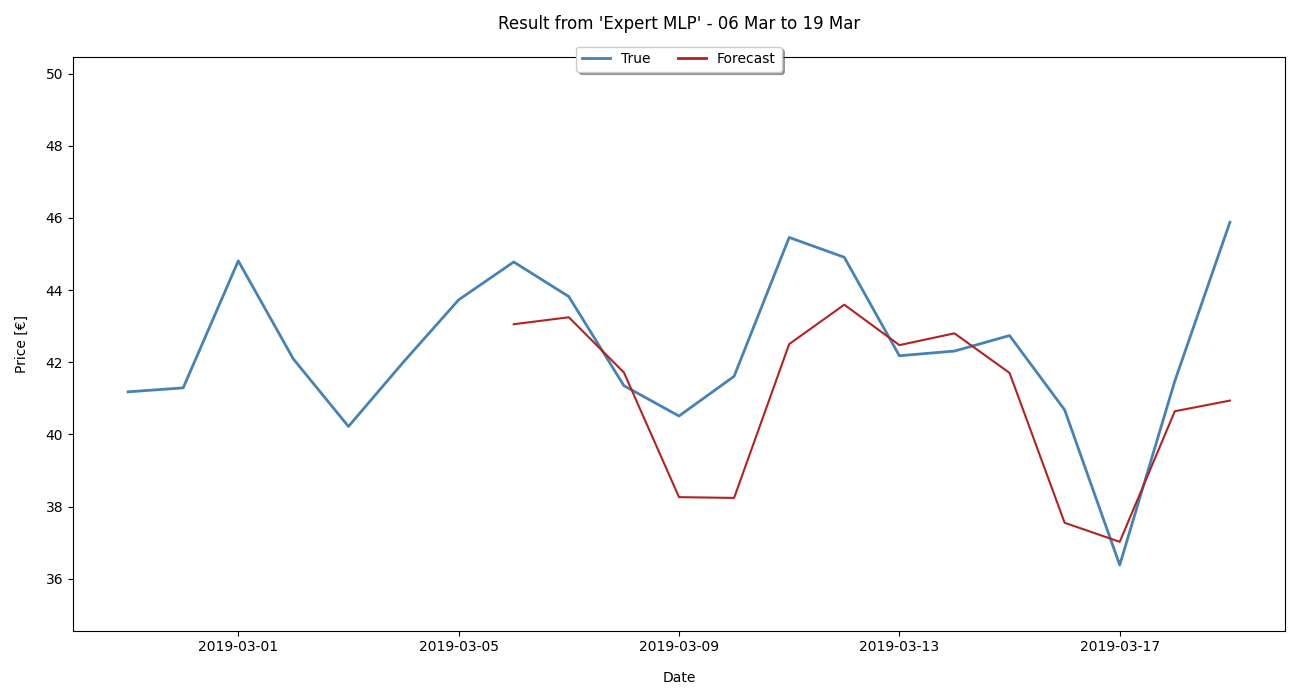 Result from 'Expert MLP' - 06 Mar to 19 Mar
True Forecast
50
48
46
44
42
40
38
36
Price [€]
2019-03-01 2019-03-05 2019-03-09 2019-03-13 2019-03-17
Date